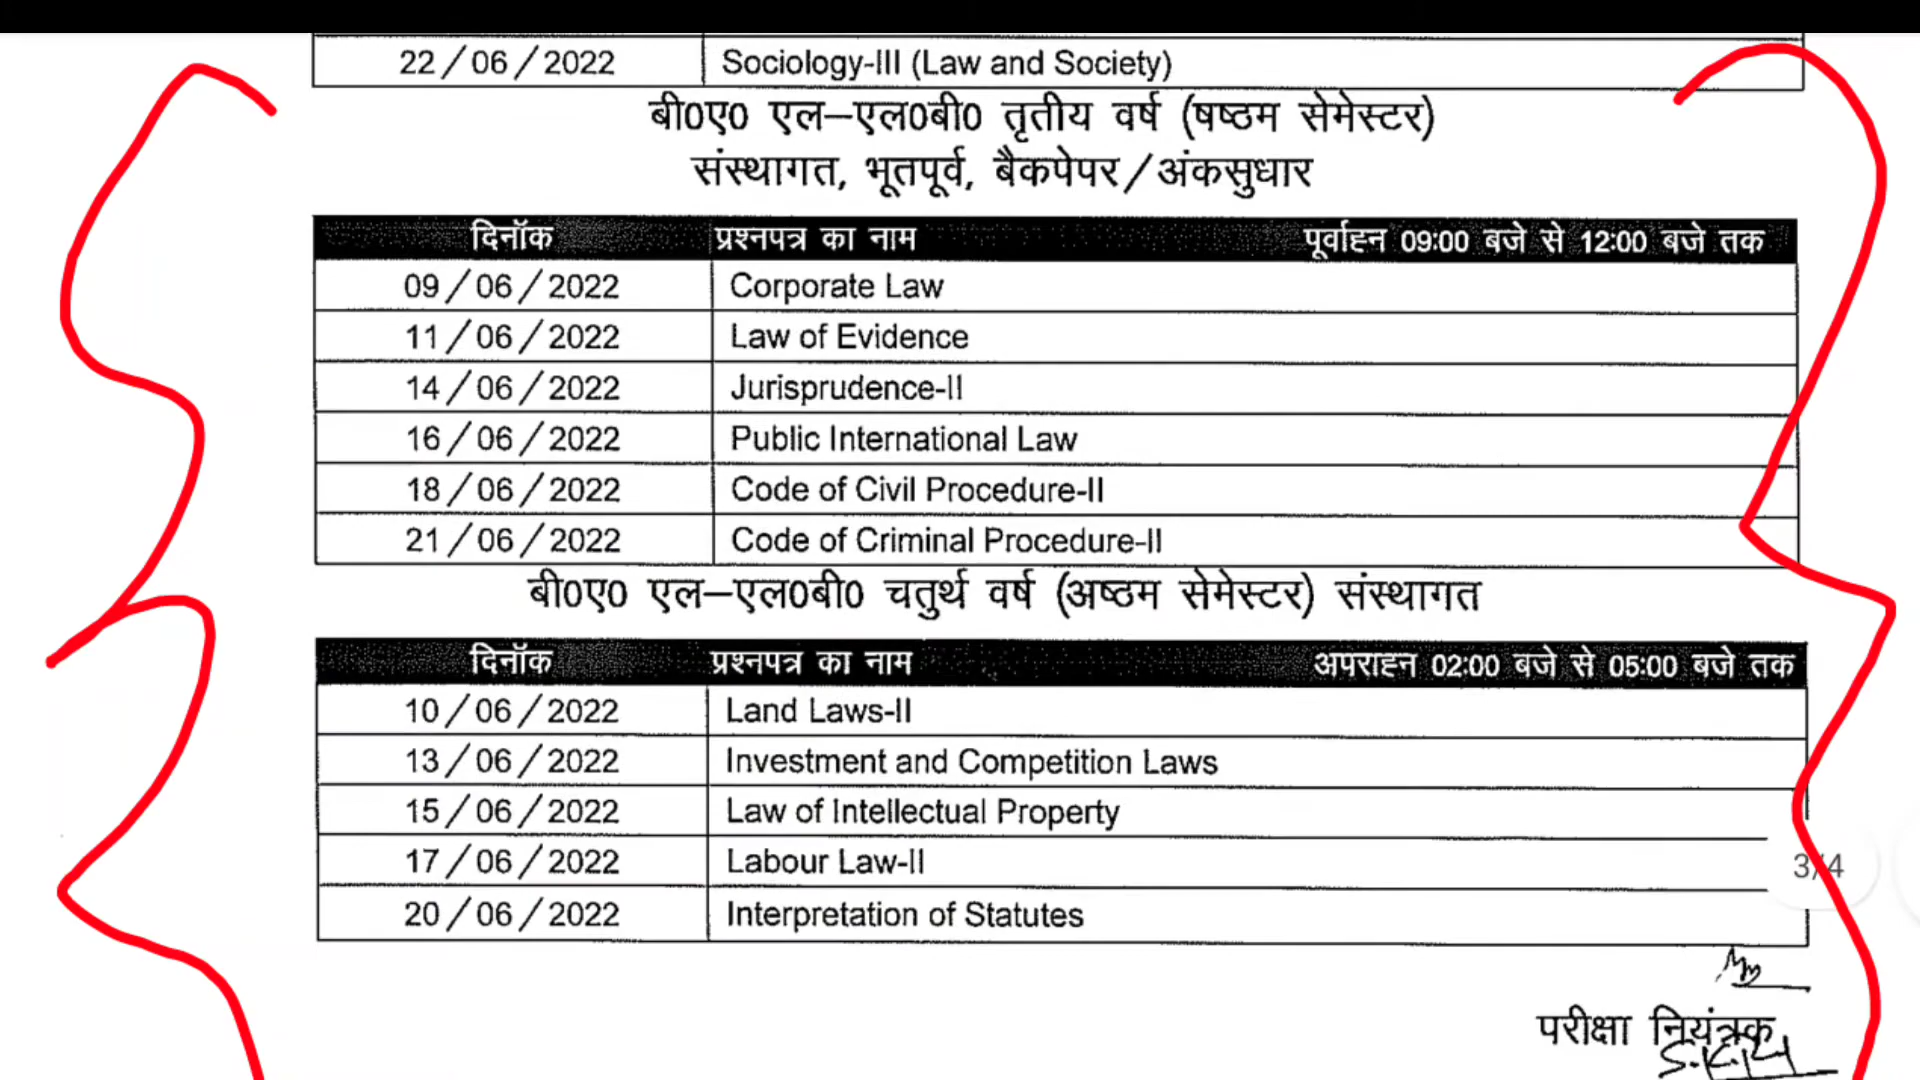 22/06/2022 Sociology-III (Law and Society)
बी0ए0 एल–एल0बी0 तृतीय वर्ष (षष्ठम सेमेस्टर)
संस्थागत, भूतपूर्व, बैकपेपर/अंकसुधार
दिनॉक प्रश्नपत्र का नाम पूर्वाह्न 09:00 बजे से 12:00 बजे तक
09/06/2022 Corporate Law
11/06/2022 Law of Evidence
14/06/2022 Jurisprudence-II
16/06/2022 Public International Law
18/06/2022 Code of Civil Procedure-II
21/06/2022 Code of Criminal Procedure-II
बी0ए0 एल–एल0बी0 चतुर्थ वर्ष (अष्ठम सेमेस्टर) संस्थागत
दिनॉक प्रश्नपत्र का नाम अपराह्न 02:00 बजे से 05:00 बजे तक
10/06/2022 Land Laws-II
13/06/2022 Investment and Competition Laws
15/06/2022 Law of Intellectual Property
17/06/2022 Labour Law-II
3/4
20/06/2022 Interpretation of Statutes
परीक्षा नियंत्रक